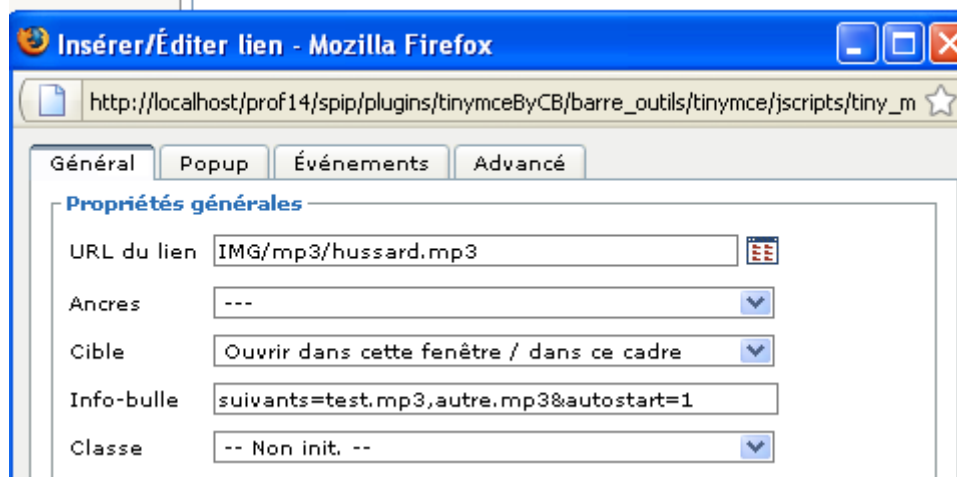 Insérer/Éditer lien - Mozilla Firefox
http://localhost/prof14/spip/plugins/tinymceByCB/barre_outils/tinymce/jscripts/tiny_m
Général Popup Événements Advancé
Propriétés générales
URL du lien IMG/mp3/hussard.mp3
Ancres ---
Cible Ouvrir dans cette fenêtre / dans ce cadre
Info-bulle suivants=test.mp3,autre.mp3&autostart=1
Classe -- Non init. --